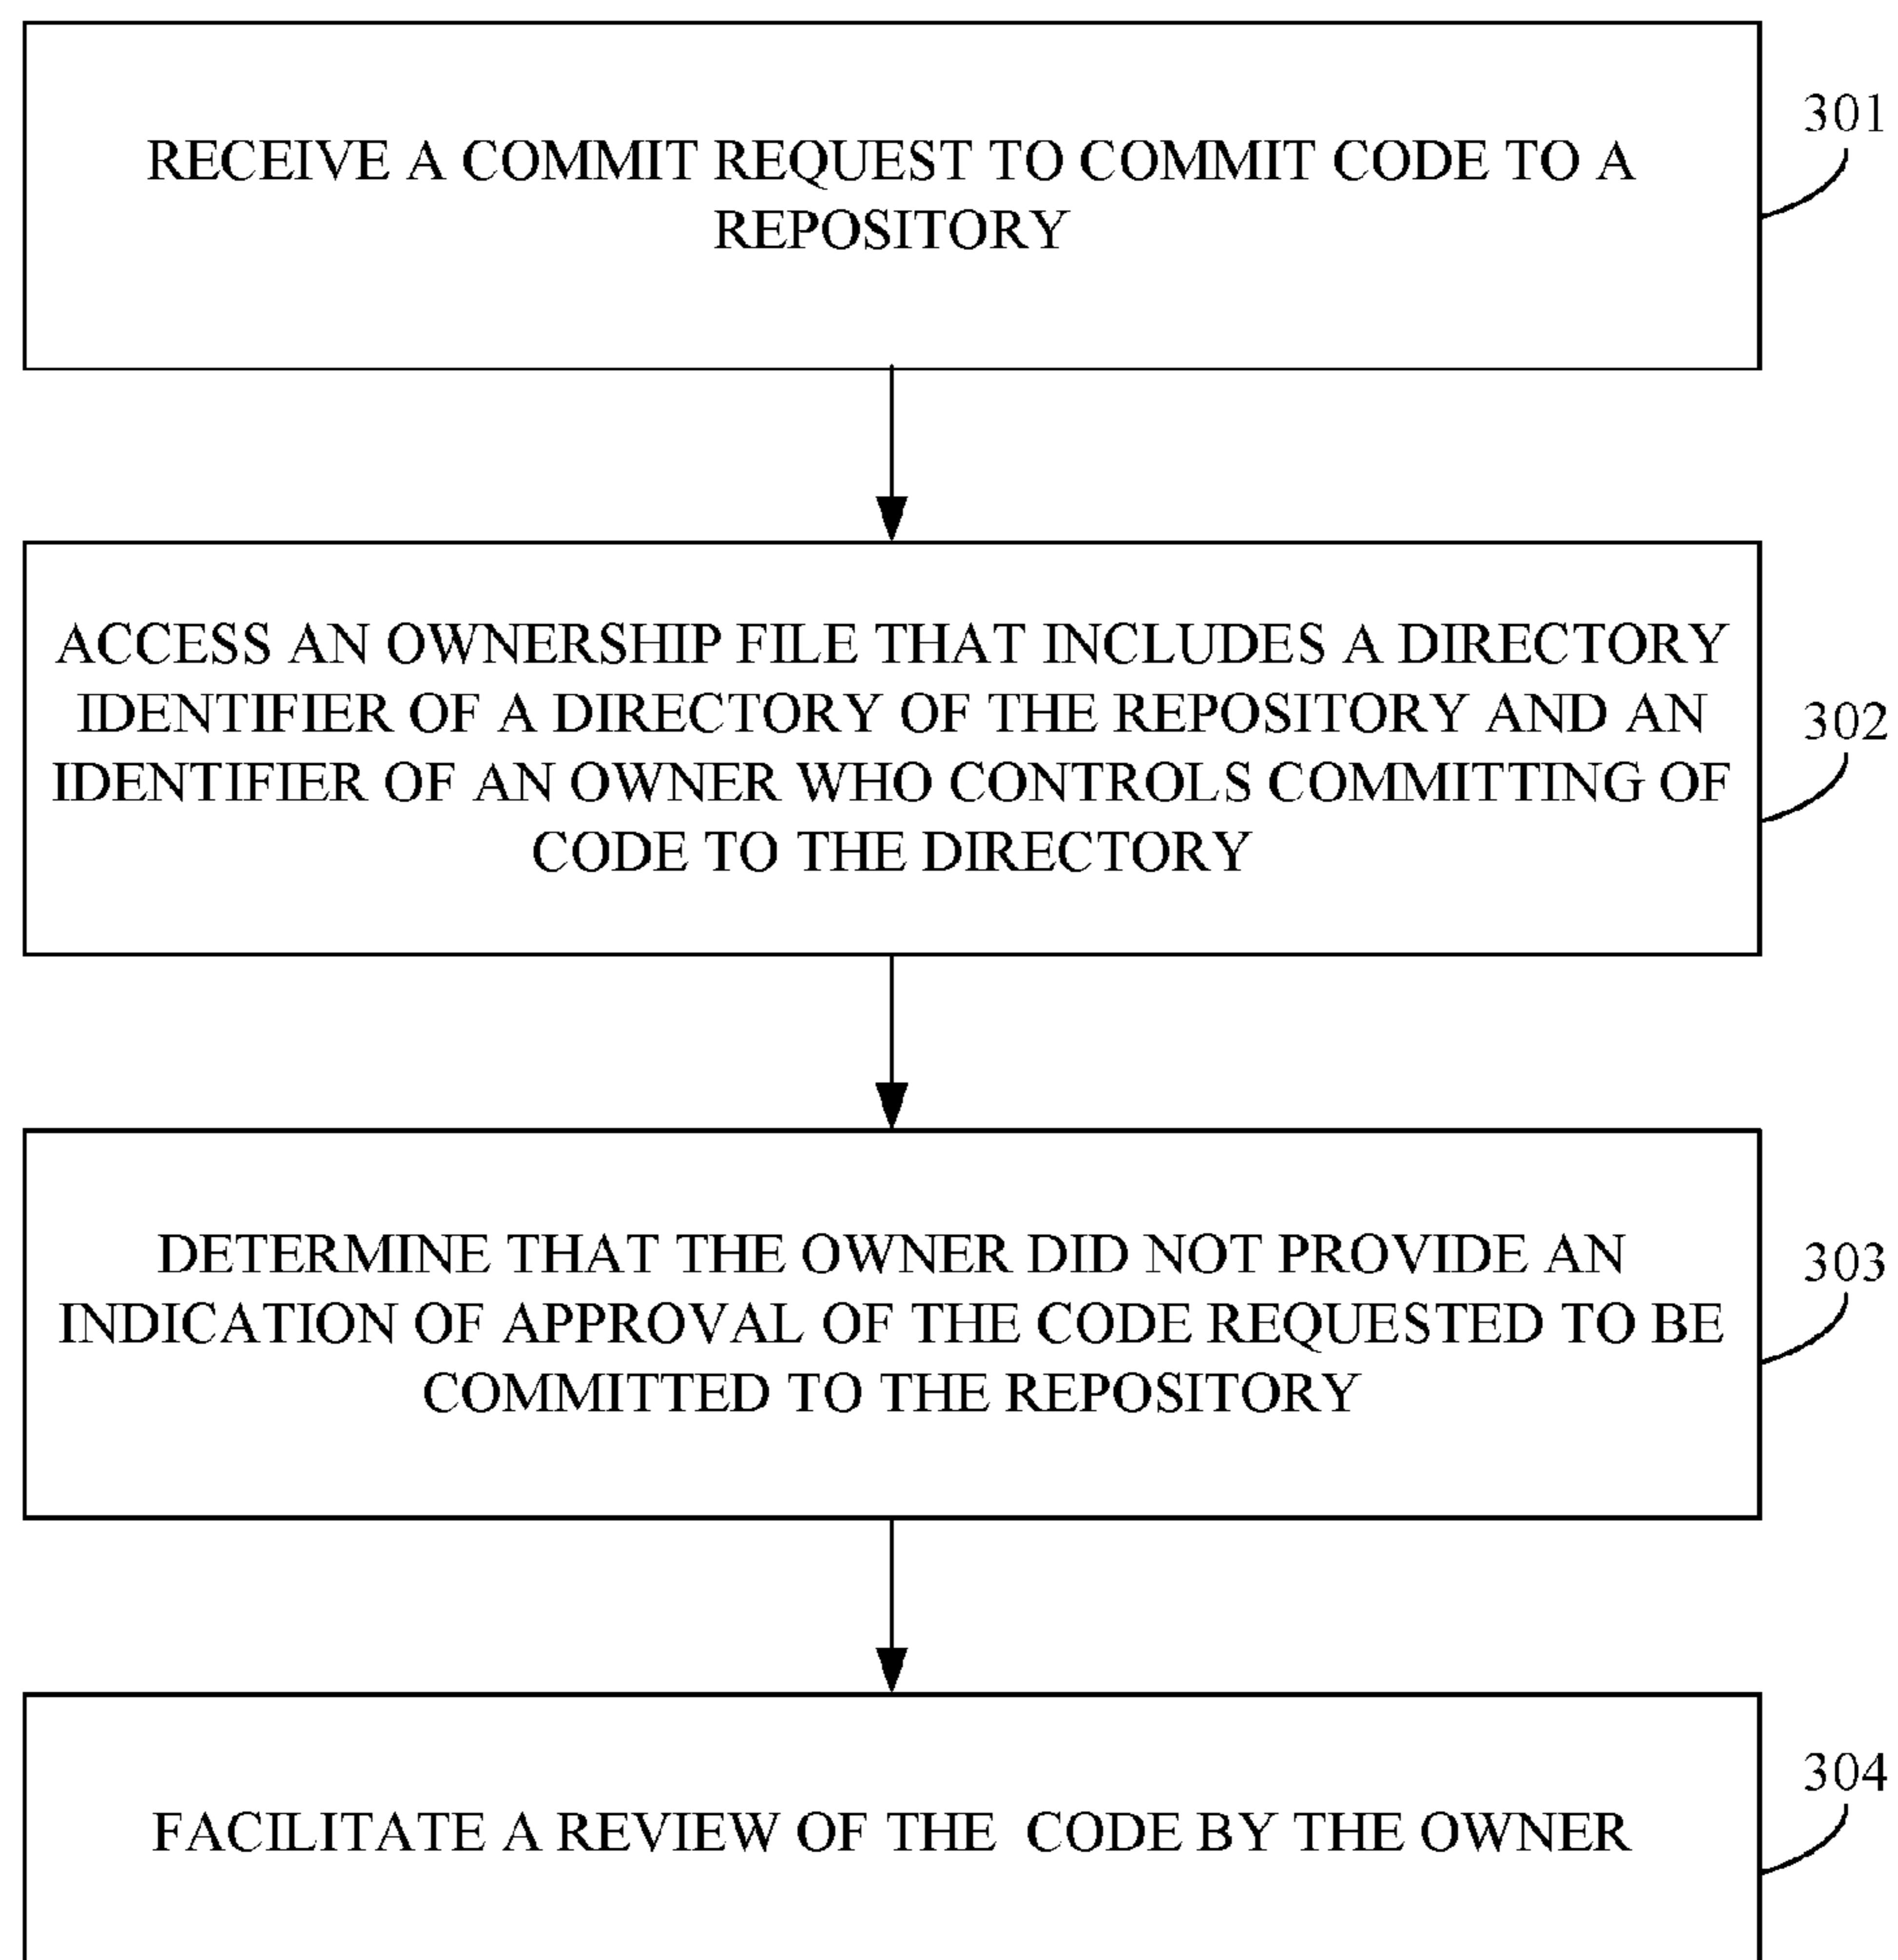 RECEIVE A COMMIT REQUEST TO COMMIT CODE TO A
REPOSITORY
301
ACCESS AN OWNERSHIP FILE THAT INCLUDES A DIRECTORY
IDENTIFIER OF A DIRECTORY OF THE REPOSITORY AND AN
IDENTIFIER OF AN OWNER WHO CONTROLS COMMITTING OF
CODE TO THE DIRECTORY
302
DETERMINE THAT THE OWNER DID NOT PROVIDE AN
INDICATION OF APPROVAL OF THE CODE REQUESTED TO BE
COMMITTED TO THE REPOSITORY
303
FACILITATE A REVIEW OF THE CODE BY THE OWNER
304